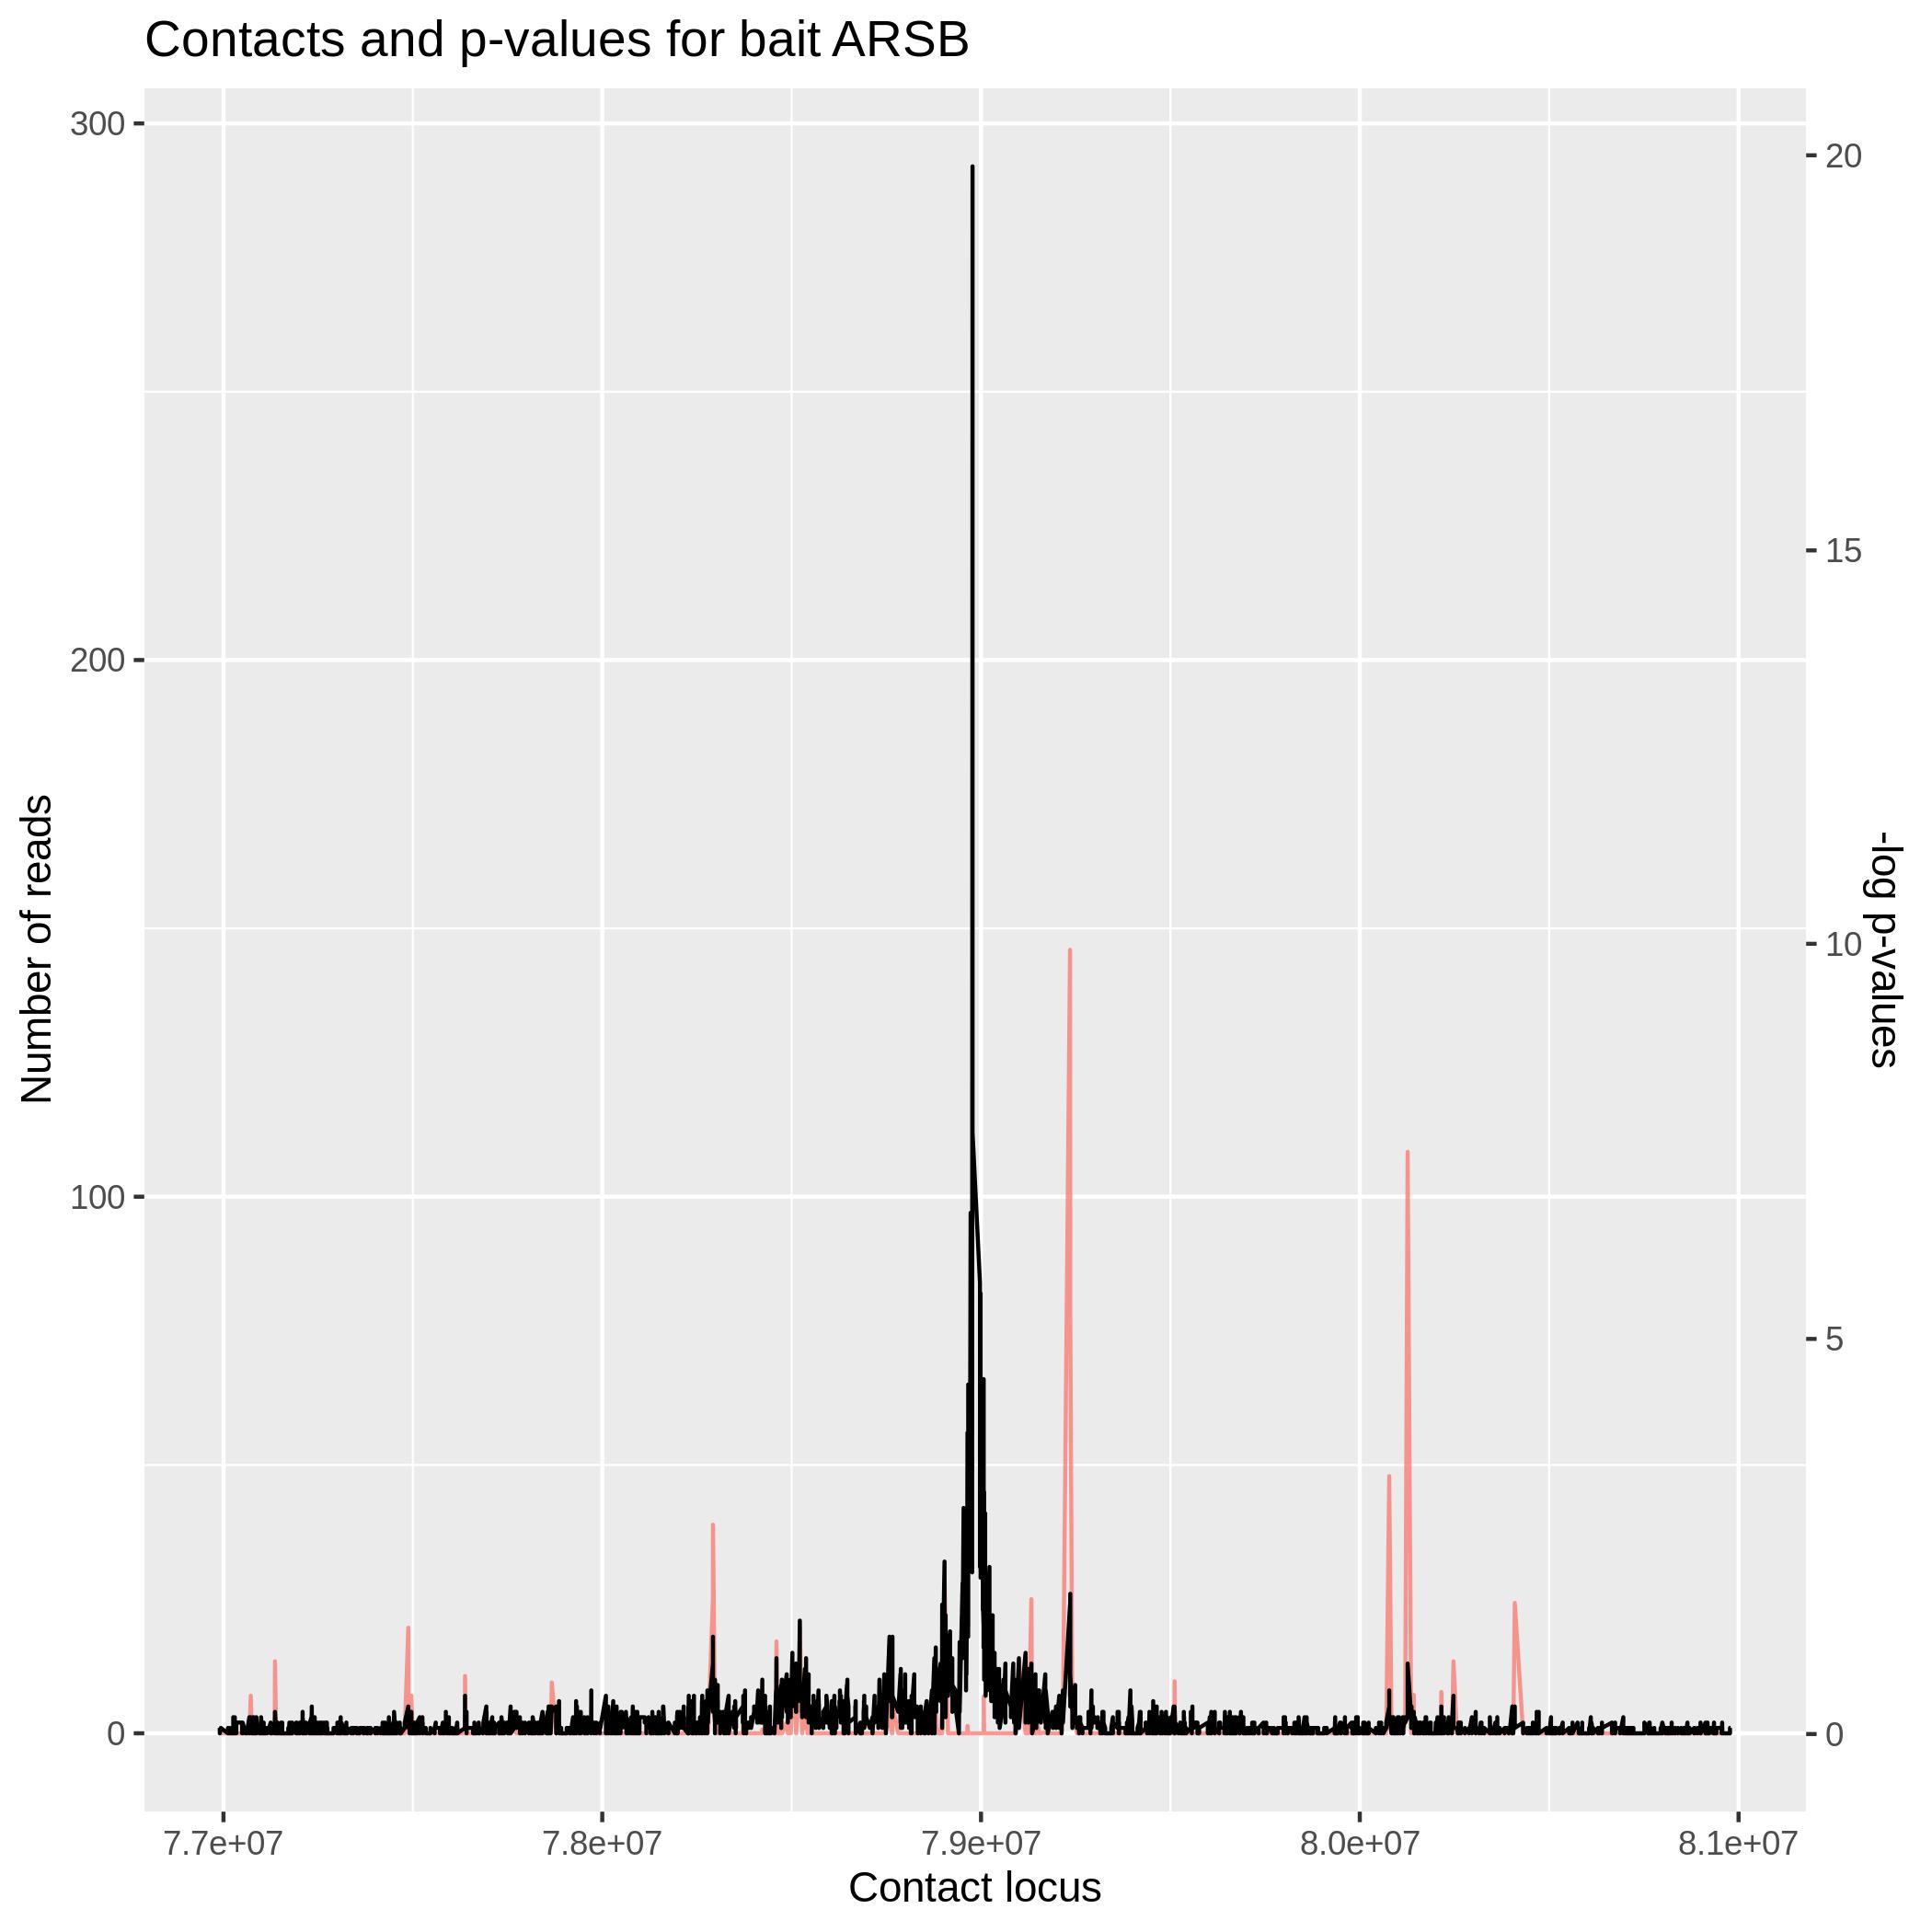 Contacts and p-values for bait ARSB
300
200
100
0
Number of reads
20
15
10
5
0
-log p-values
7.7e+07
7.8e+07
7.9e+07
8.0e+07
8.1e+07
Contact locus